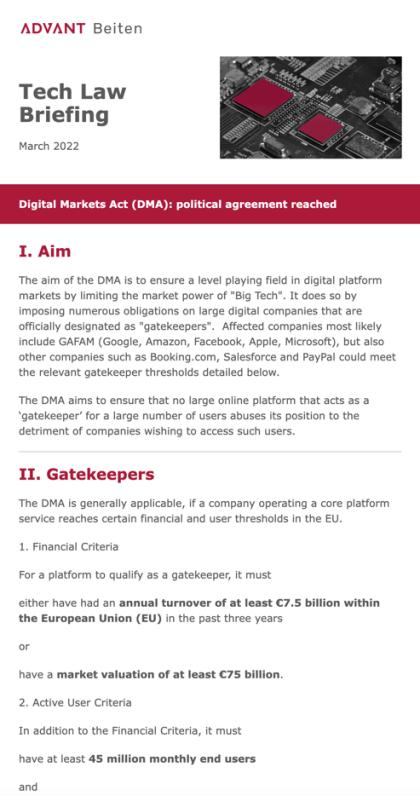 ADVANT Beiten
Tech Law
Briefing
March 2022
Digital Markets Act (DMA): political agreement reached
I. Aim
The aim of the DMA is to ensure a level playing field in digital platform
markets by limiting the market power of "Big Tech". It does so by
imposing numerous obligations on large digital companies that are
officially designated as "gatekeepers".  Affected companies most likely
include GAFAM (Google, Amazon, Facebook, Apple, Microsoft), but also
other companies such as Booking.com, Salesforce and PayPal could meet
the relevant gatekeeper thresholds detailed below.
The DMA aims to ensure that no large online platform that acts as a
‘gatekeeper’ for a large number of users abuses its position to the
detriment of companies wishing to access such users.
II. Gatekeepers
The DMA is generally applicable, if a company operating a core platform
service reaches certain financial and user thresholds in the EU.
1. Financial Criteria
For a platform to qualify as a gatekeeper, it must
either have had an annual turnover of at least €7.5 billion within
the European Union (EU) in the past three years
or
have a market valuation of at least €75 billion.
2. Active User Criteria
In addition to the Financial Criteria, it must
have at least 45 million monthly end users
and